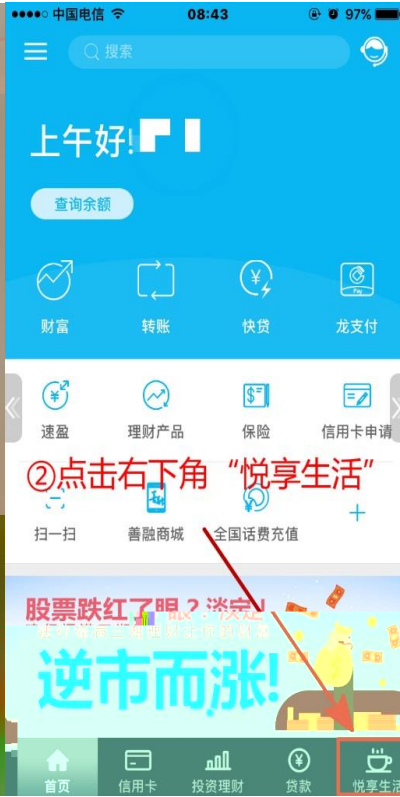 中国电信 08:43 97%
搜索
上午好!
查询余额
财富 转账 快贷 龙支付
Pay
速盈 理财产品 保险 信用卡申请
②点击右下角“悦享生活”
扫一扫 善融商城 全国话费充值
股票跌红了眼?淡定!
逆市而涨!
首页 信用卡 投资理财 贷款 悦享生活